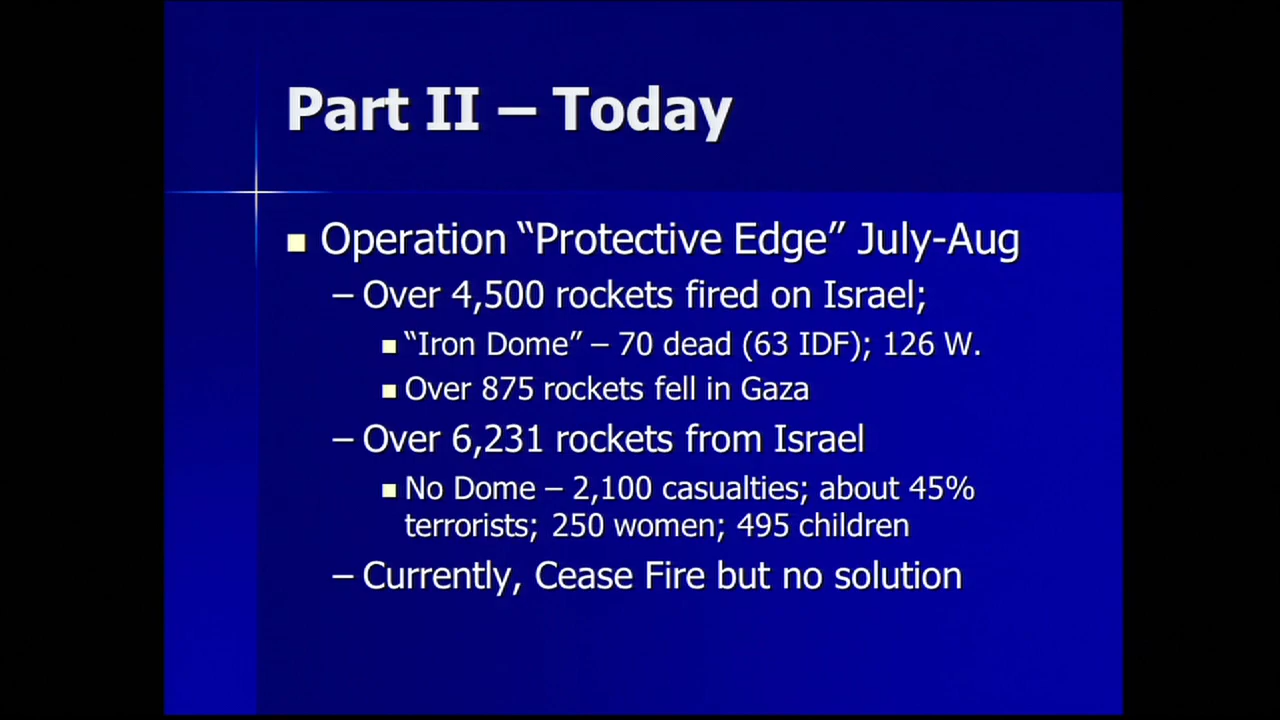 Part II – Today
Operation “Protective Edge” July-Aug
– Over 4,500 rockets fired on Israel;
“Iron Dome” – 70 dead (63 IDF); 126 W.
Over 875 rockets fell in Gaza
– Over 6,231 rockets from Israel
No Dome – 2,100 casualties; about 45%
terrorists; 250 women; 495 children
– Currently, Cease Fire but no solution